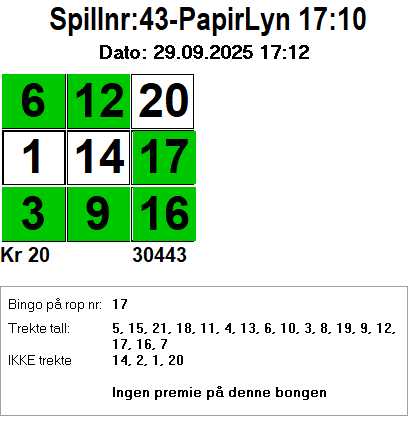 Spillnr:43-PapirLyn 17:10
Dato: 29.09.2025 17:12
6 12 20
1 14 17
3 9 16
Kr 20 30443
Bingo på rop nr: 17
Trekte tall: 5, 15, 21, 18, 11, 4, 13, 6, 10, 3, 8, 19, 9, 12,
17, 16, 7
IKKE trekte 14, 2, 1, 20
Ingen premie på denne bongen